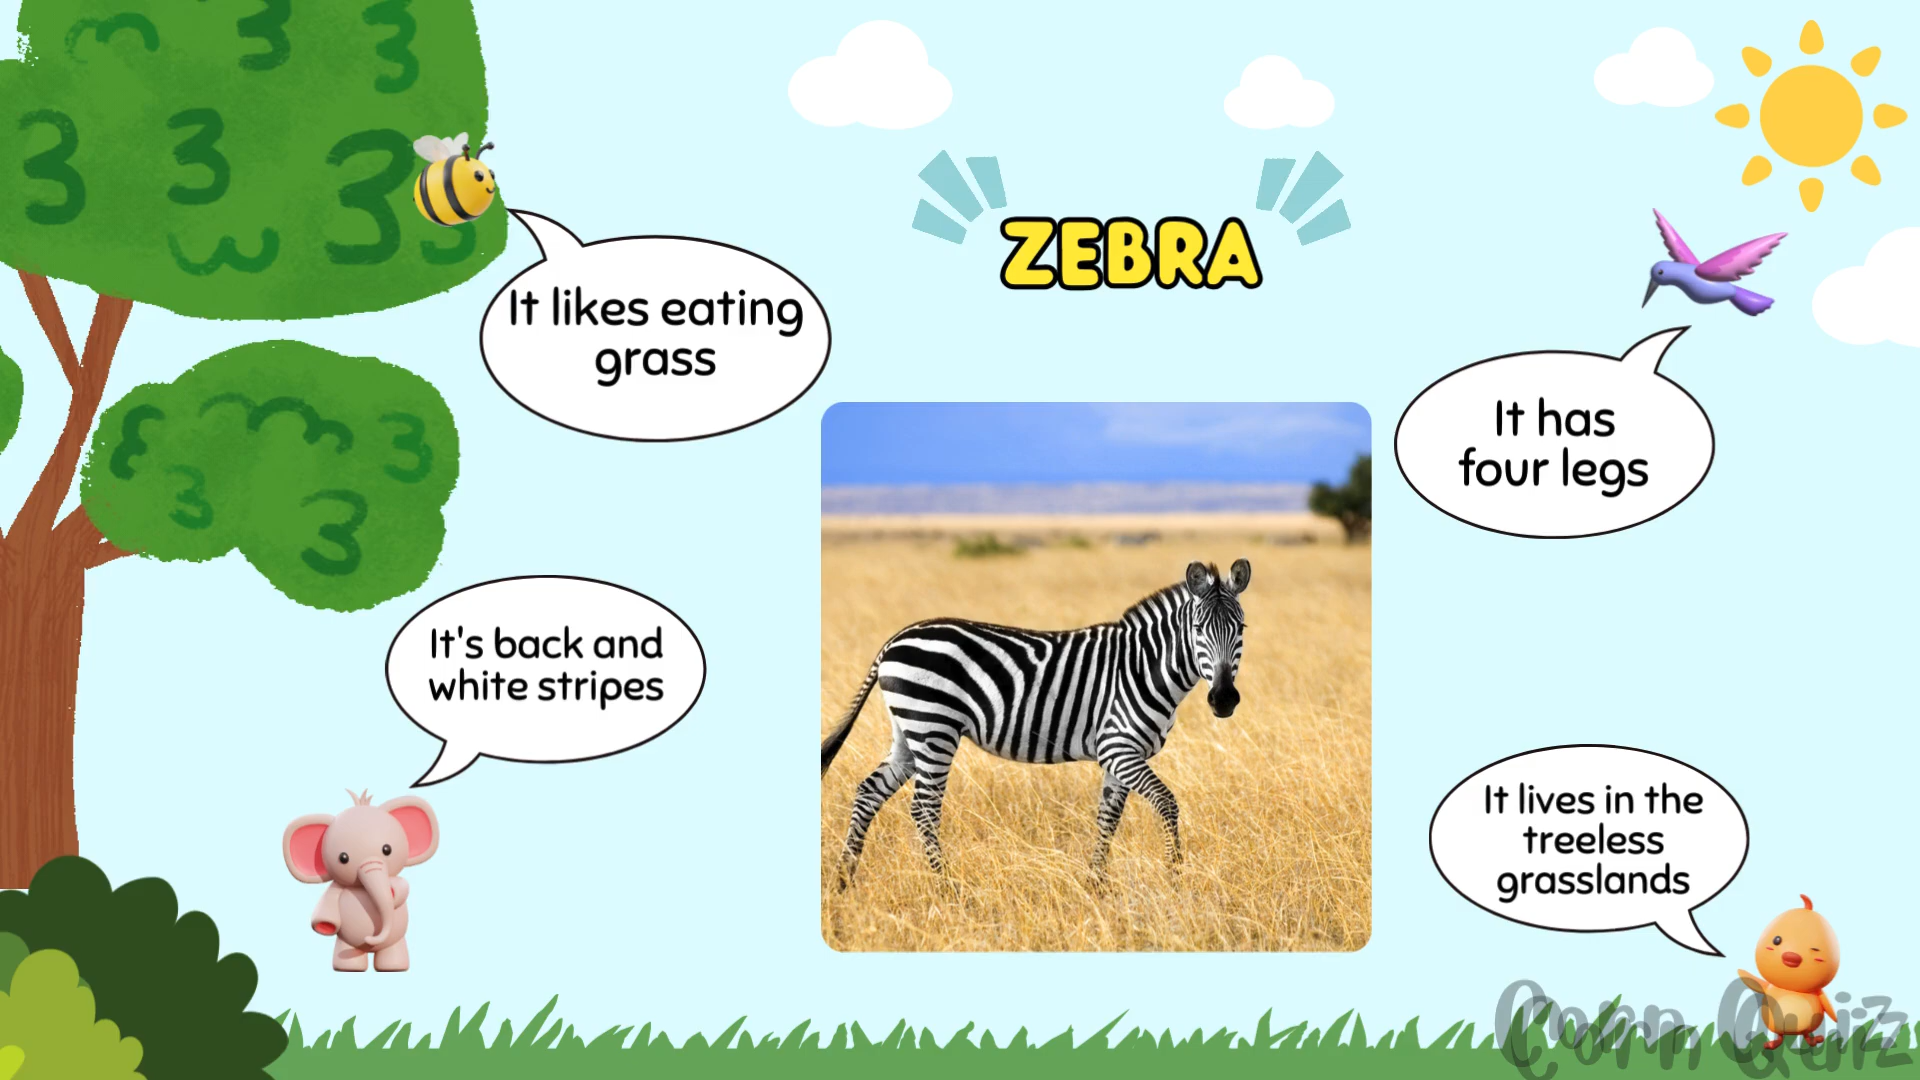 ZEBRA
It likes eating
grass
It has
four legs
It's back and
white stripes
It lives in the
treeless
grasslands
Corn Quiz